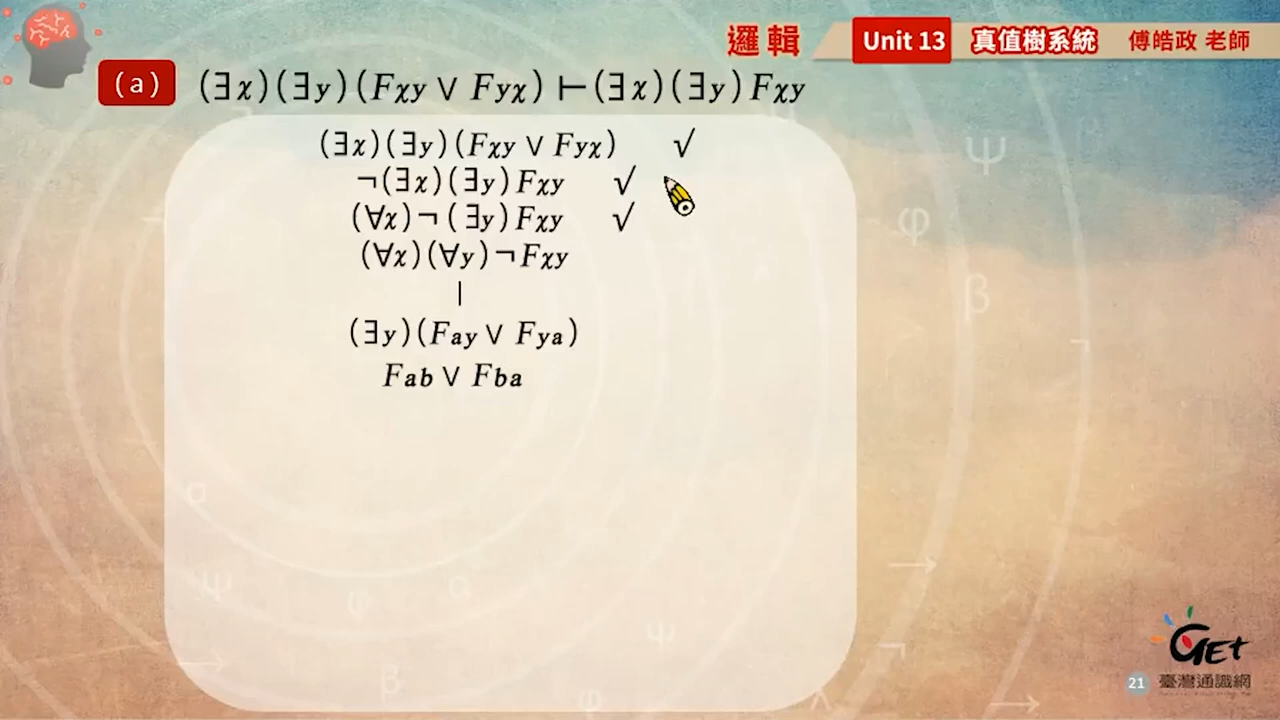 邏輯 Unit 13 真值樹系統 傅皓政 老師
(a) (∃x)(∃y)(Fxy ∨ Fyx) ⊢ (∃x)(∃y)Fxy
(∃x)(∃y)(Fxy ∨ Fyx) √
¬(∃x)(∃y)Fxy √
(∀x)¬(∃y)Fxy √
(∀x)(∀y)¬Fxy
|
(∃y)(Fay ∨ Fya)
Fab ∨ Fba
GEt
21 臺灣通識網